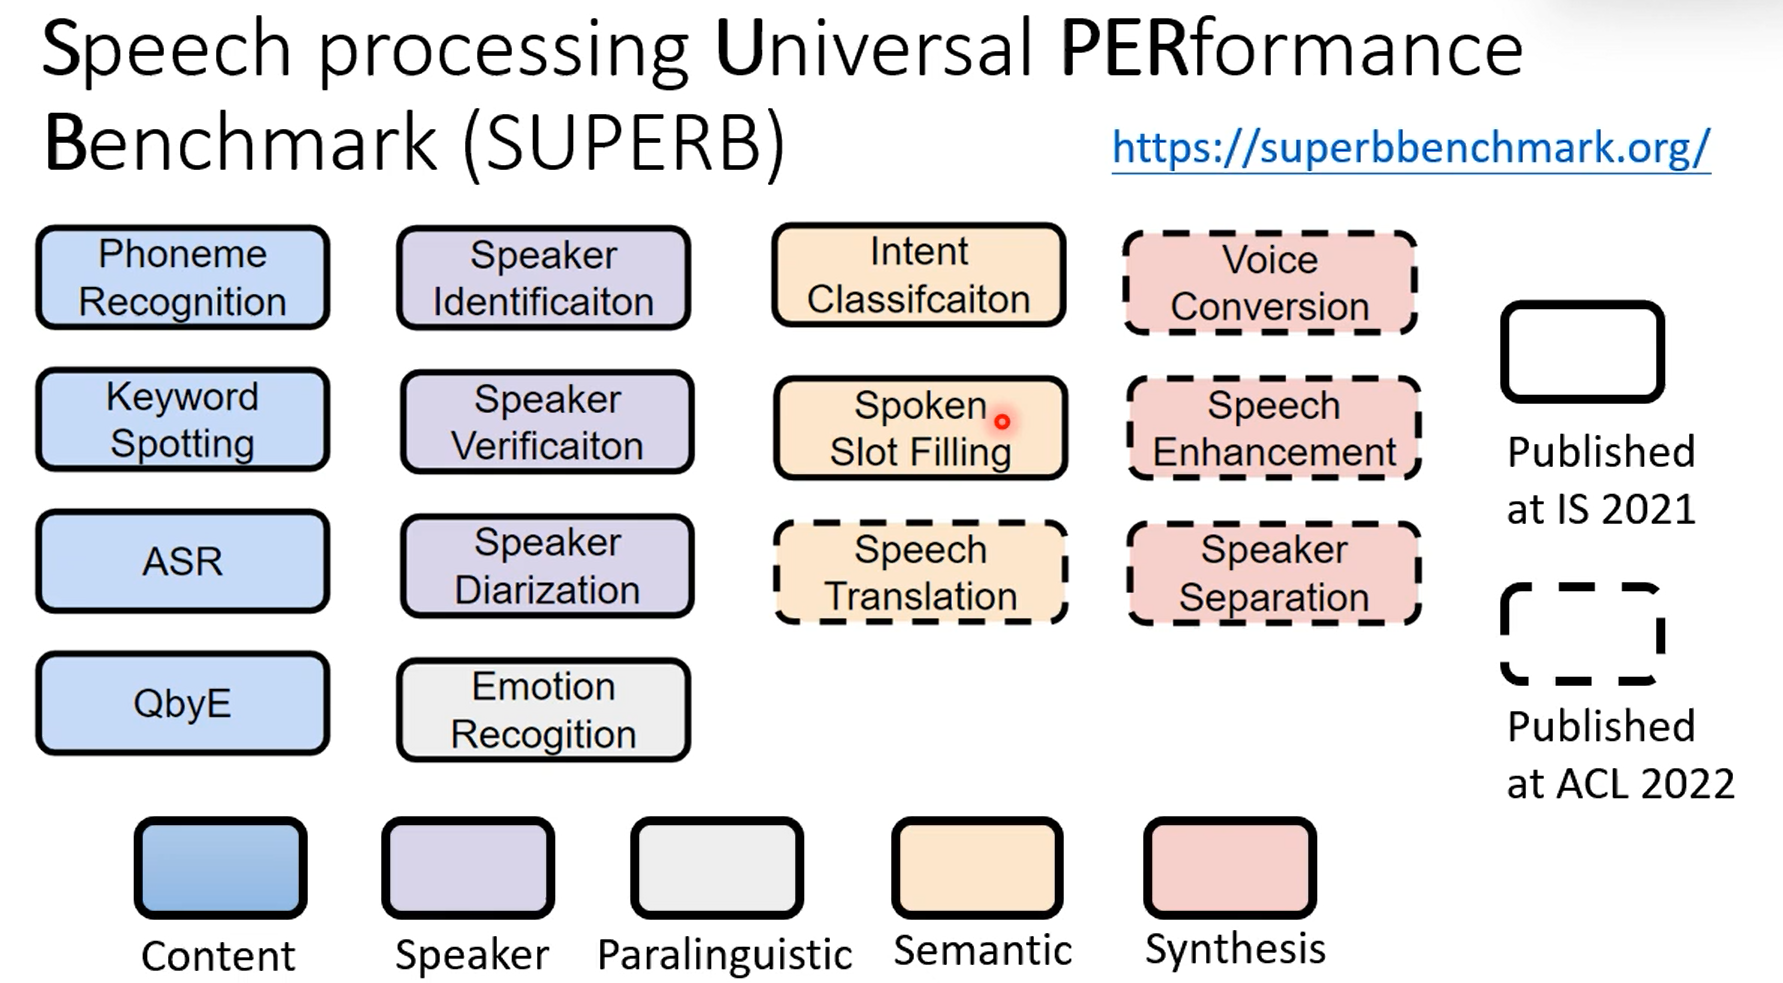 Speech processing Universal PERformance
Benchmark (SUPERB)
https://superbbenchmark.org/
Phoneme
Recognition
Speaker
Identificaiton
Intent
Classifcaiton
Voice
Conversion
Keyword
Spotting
Speaker
Verificaiton
Spoken
Slot Filling
Speech
Enhancement
Published
at IS 2021
ASR
Speaker
Diarization
Speech
Translation
Speaker
Separation
QbyE
Emotion
Recogition
Published
at ACL 2022
Content
Speaker
Paralinguistic
Semantic
Synthesis